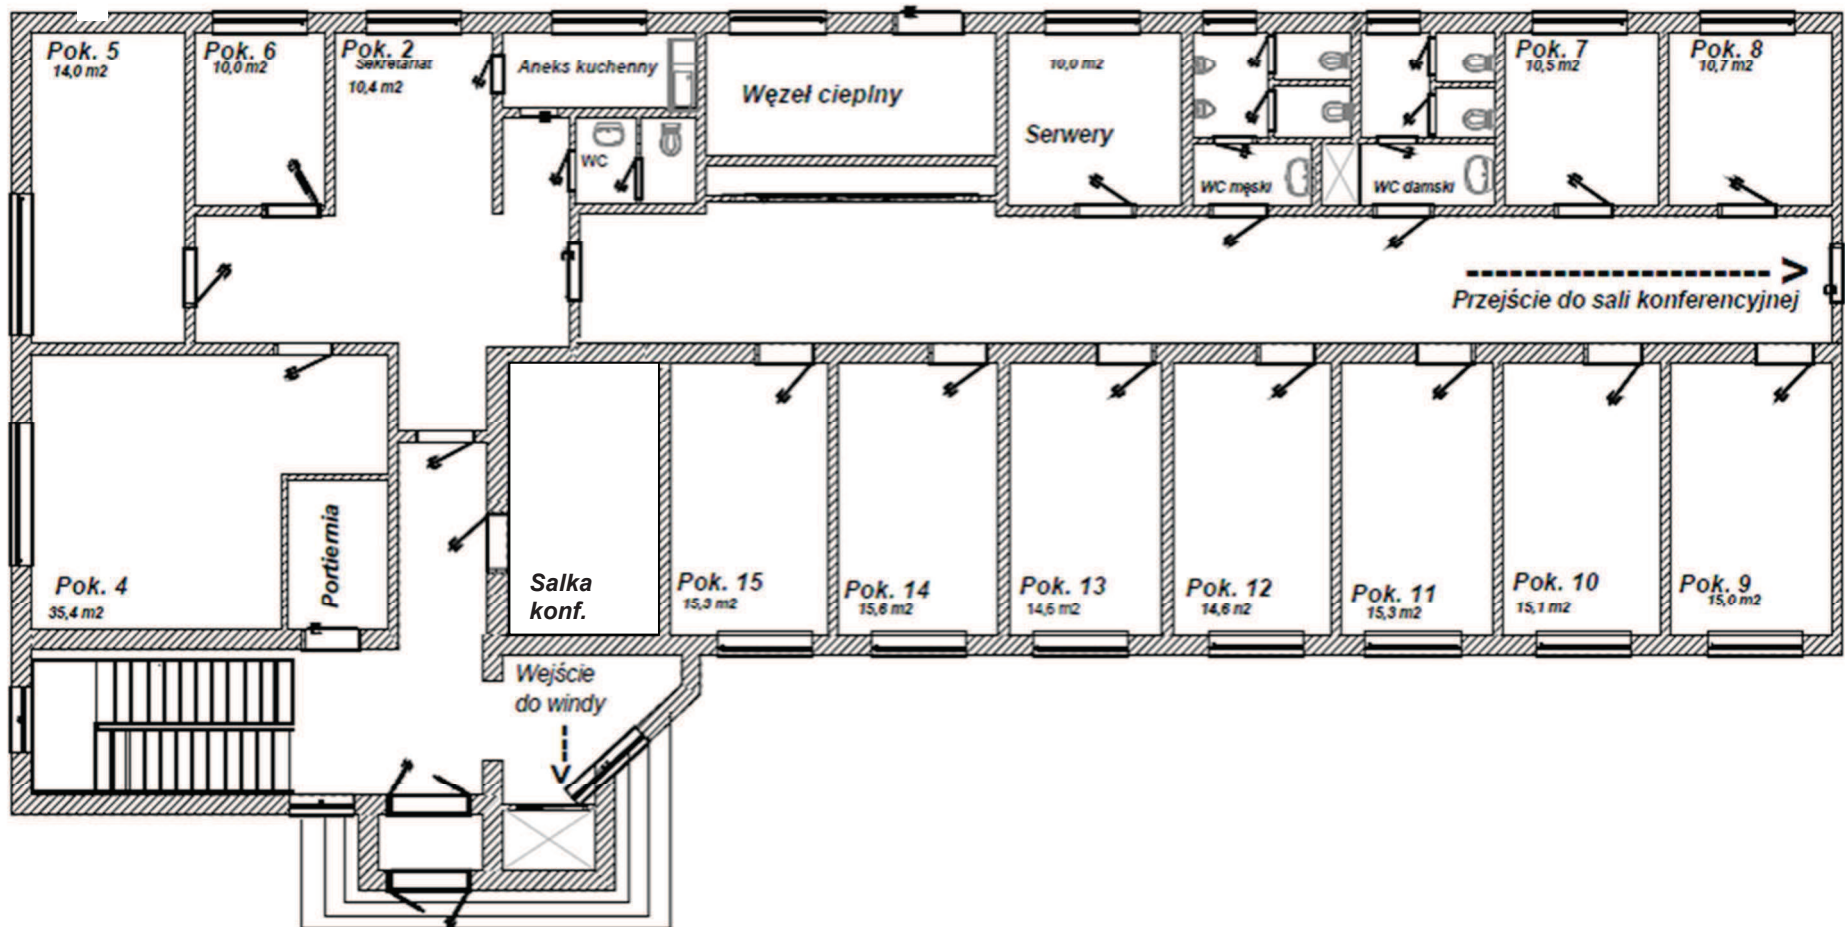 Pok. 5
14,0 m2
Pok. 6
10,0 m2
Pok. 2
Sekretariat
10,4 m2
Aneks kuchenny
WC
Węzeł cieplny
10,0 m2
Serwery
WC męski
WC damski
Pok. 7
10,5 m2
Pok. 8
10,7 m2
Przejście do sali konferencyjnej
Pok. 4
35,4 m2
Portiernia
Salka
konf.
Pok. 15
15,3 m2
Pok. 14
15,6 m2
Pok. 13
14,6 m2
Pok. 12
14,6 m2
Pok. 11
15,3 m2
Pok. 10
15,1 m2
Pok. 9
15,0 m2
Wejście
do windy